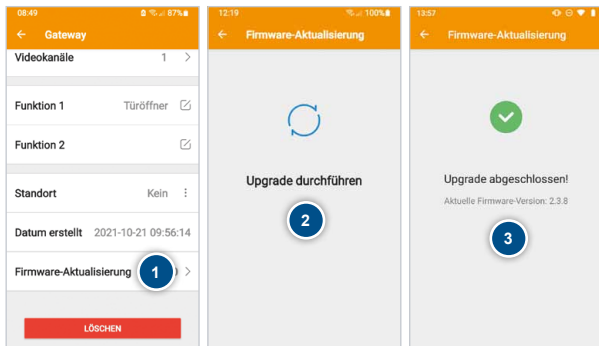 08:49 87%
← Gateway
Videokanäle 1 >
Funktion 1 Türöffner
Funktion 2
Standort Kein
Datum erstellt 2021-10-21 09:56:14
Firmware-Aktualisierung 1 >
LÖSCHEN
12:19 100%
← Firmware-Aktualisierung
Upgrade durchführen
2
13:57
← Firmware-Aktualisierung
Upgrade abgeschlossen!
Aktuelle Firmware-Version: 2.3.8
3